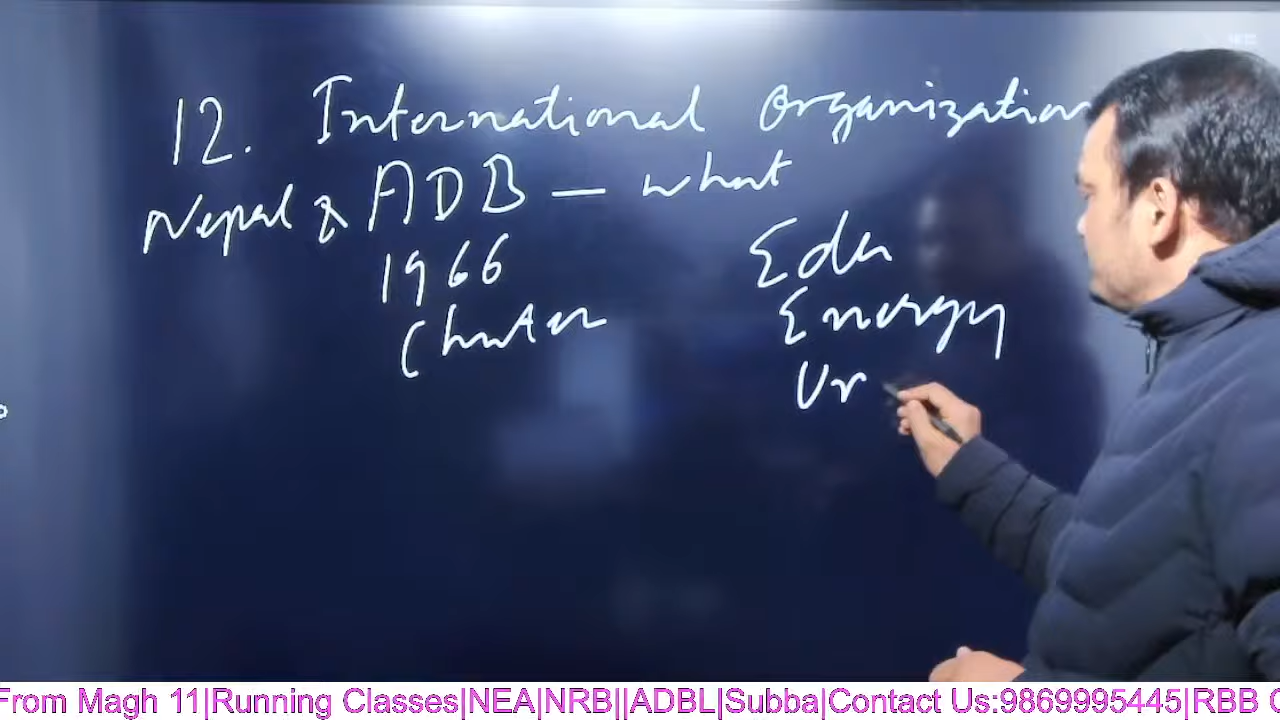 12. International Organization
Nepal & ADB — what
1966
Charter
Edu
Energy
Ur
From Magh 11|Running Classes|NEA|NRB||ADBL|Subba|Contact Us:9869995445|RBB